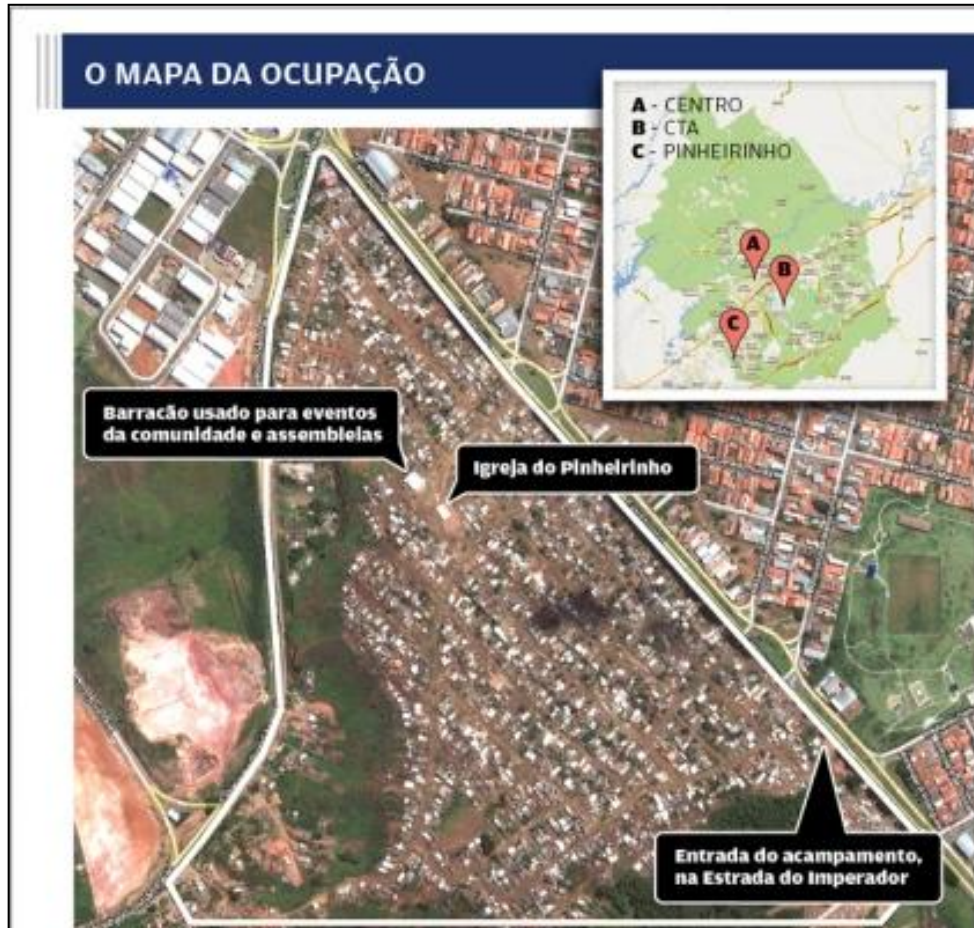 O MAPA DA OCUPAÇÃO
A - CENTRO
B - CTA
C - PINHEIRINHO
A
B
C
Barracão usado para eventos
da comunidade e assembleias
Igreja do Pinheirinho
Entrada do acampamento,
na Estrada do Imperador